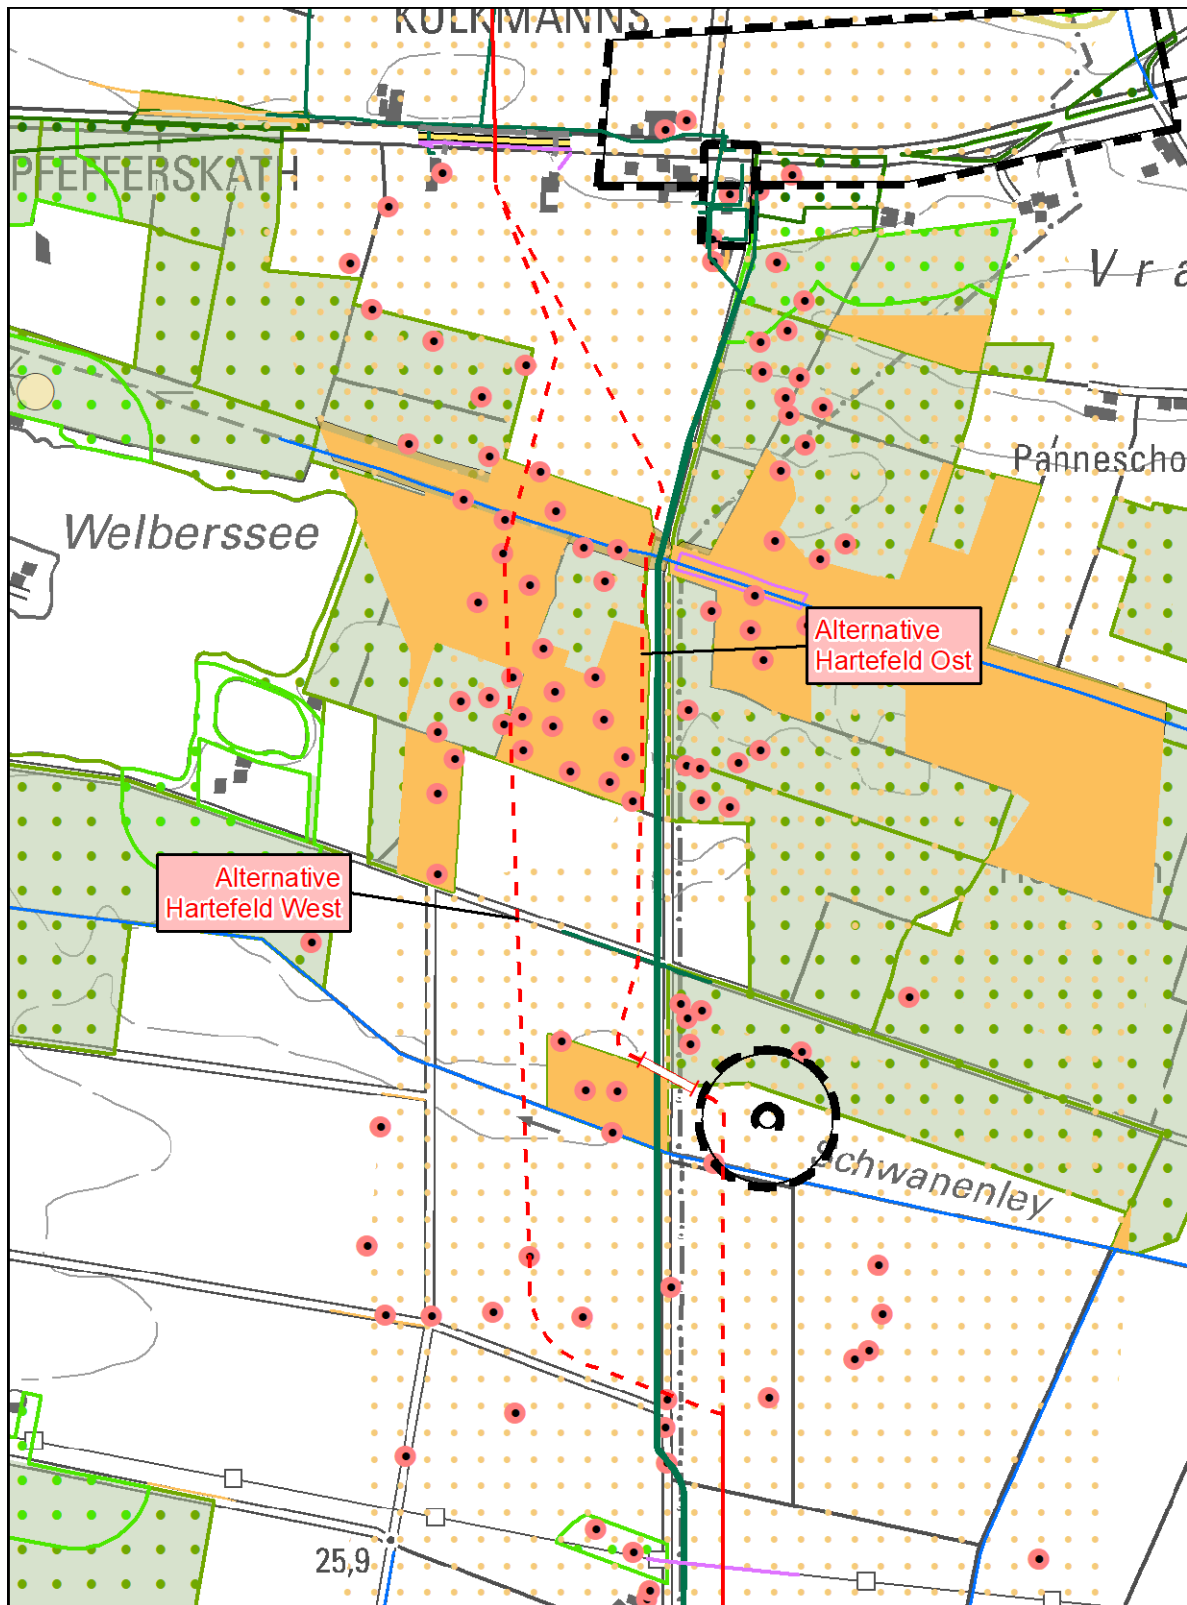 KULKMANNS
PFEFFERSKATH
V r a
Pannescho
Welberssee
Alternative
Hartefeld Ost
Alternative
Hartefeld West
Schwanenley
25,9